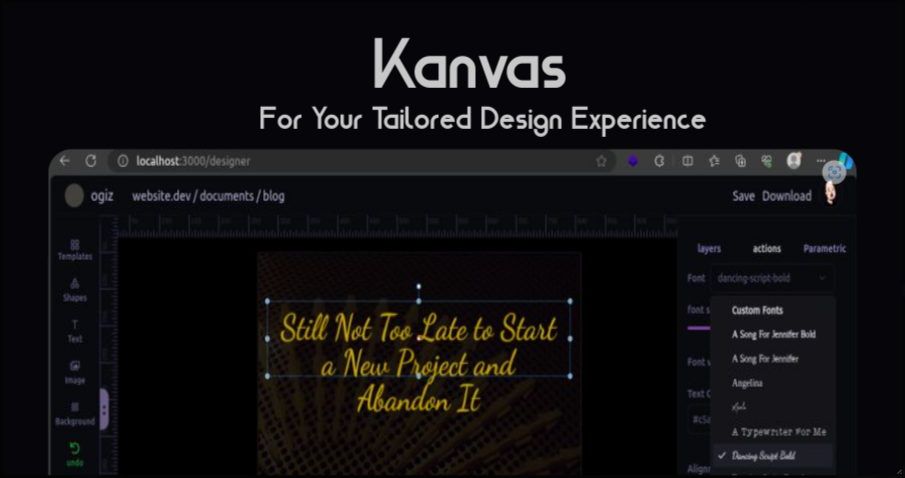 Kanvas
For Your Tailored Design Experience
localhost:3000/designer
ogiz
website.dev / documents / blog
Save Download
layers actions Parametric
Templates
Shapes
Text
Image
Background
undo
Font dancing-script-bold
font s
Custom Fonts
A Song For Jennifer Bold
A Song For Jennifer
Angelina
A Typewriter For Me
Dancing Script Bold
Text C
#c5a
Still Not Too Late to Start
a New Project and
Abandon It